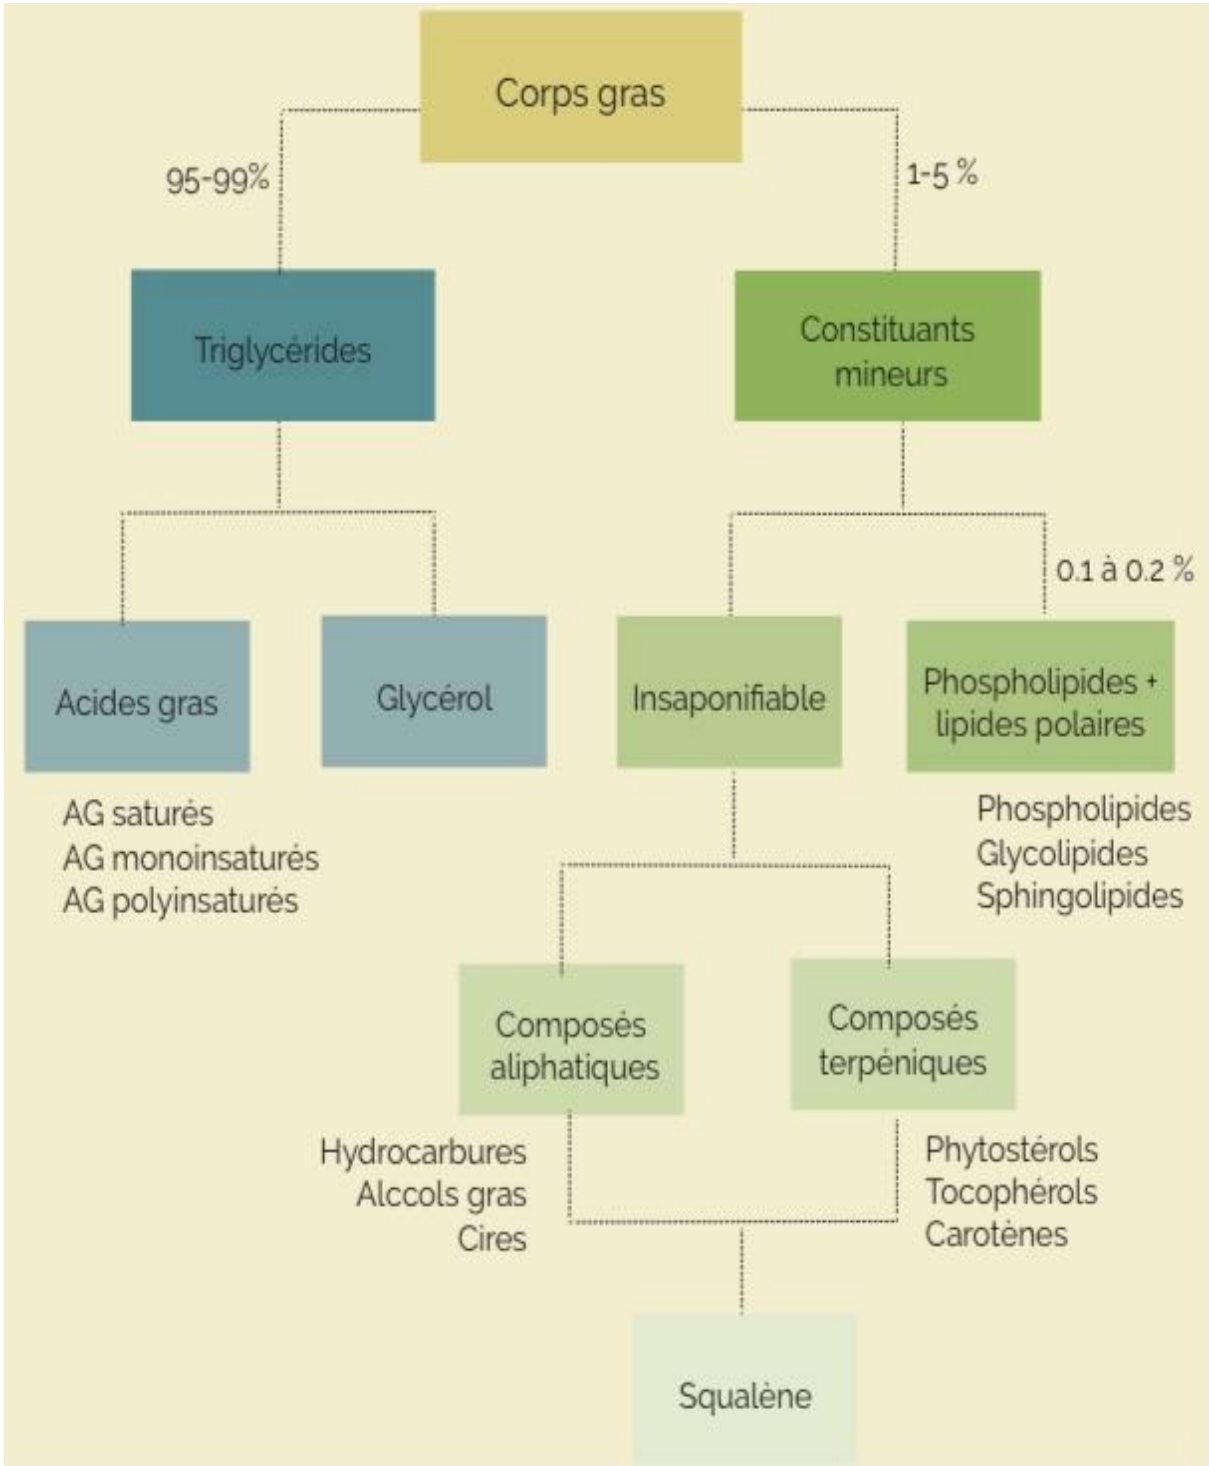 Corps gras
95-99%
1-5 %
Triglycérides
Constituants
mineurs
0.1 à 0.2 %
Acides gras
Glycérol
Insaponifiable
Phospholipides +
lipides polaires
AG saturés
AG monoinsaturés
AG polyinsaturés
Phospholipides
Glycolipides
Sphingolipides
Composés
aliphatiques
Composés
terpéniques
Hydrocarbures
Alccols gras
Cires
Phytostérols
Tocophérols
Carotènes
Squalène